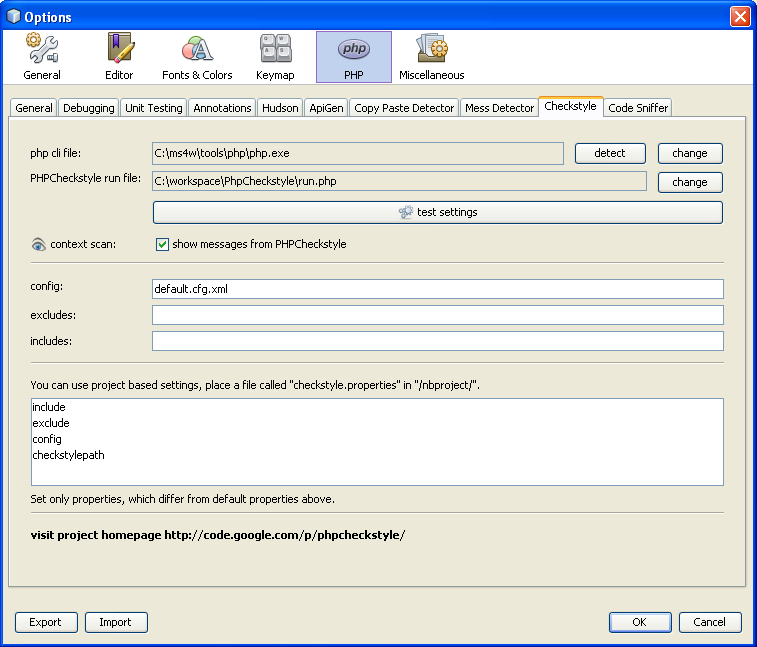 Options
php
General Editor Fonts & Colors Keymap PHP Miscellaneous
General Debugging Unit Testing Annotations Hudson ApiGen Copy Paste Detector Mess Detector Checkstyle Code Sniffer
php cli file: C:\ms4w\tools\php\php.exe detect change
PHPCheckstyle run file: C:\workspace\PhpCheckstyle\run.php change
test settings
context scan: show messages from PHPCheckstyle
config: default.cfg.xml
excludes:
includes:
You can use project based settings, place a file called "checkstyle.properties" in "/nbproject/".
include
exclude
config
checkstylepath
Set only properties, which differ from default properties above.
visit project homepage http://code.google.com/p/phpcheckstyle/
Export Import OK Cancel